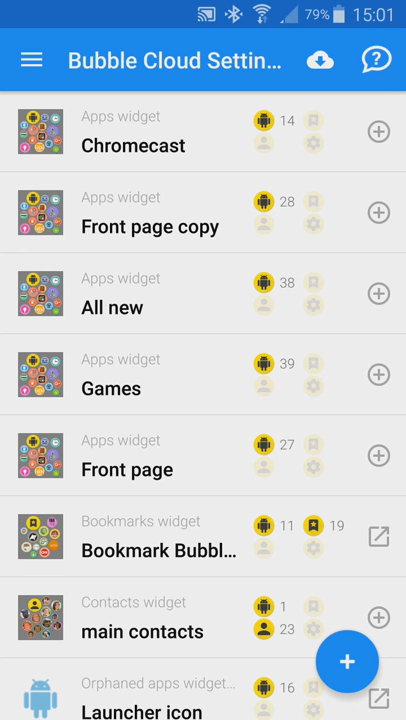 79% 15:01
Bubble Cloud Settin...
Apps widget
Chromecast
14
Apps widget
Front page copy
28
Apps widget
All new
38
Apps widget
Games
39
Apps widget
Front page
27
Bookmarks widget
Bookmark Bubbl...
11 19
Contacts widget
main contacts
1
23
Orphaned apps widget...
Launcher icon
16